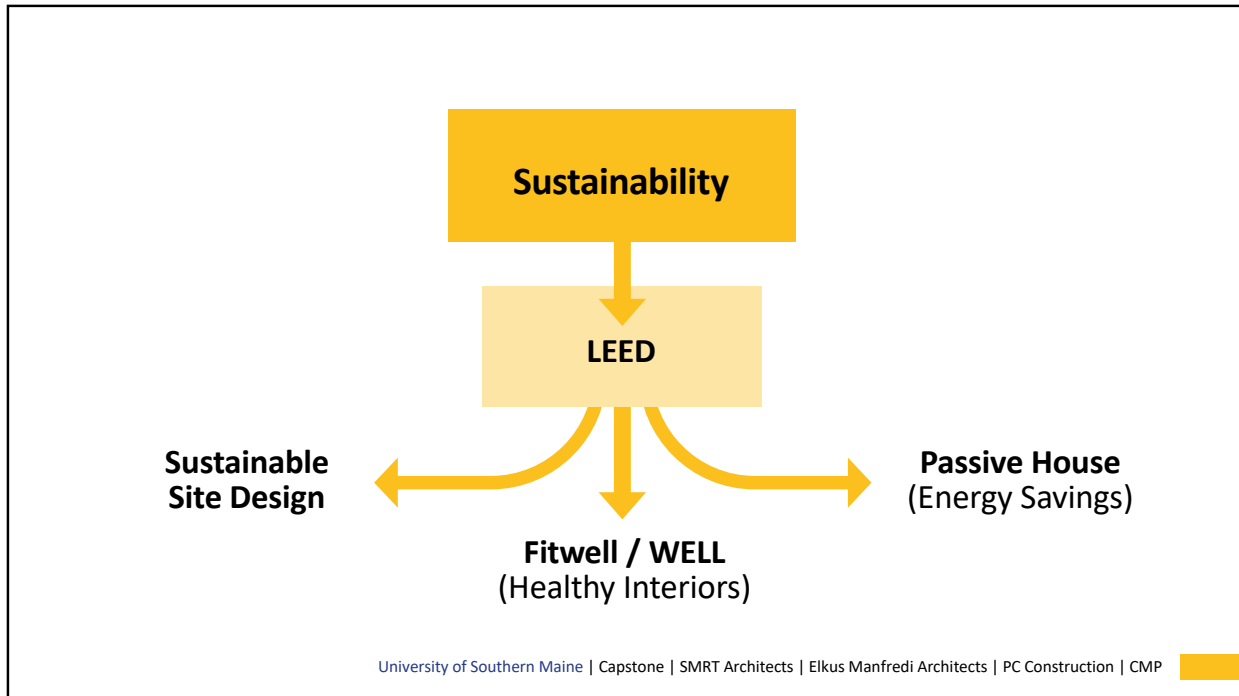 Sustainability
LEED
Sustainable
Site Design
Passive House
(Energy Savings)
Fitwell / WELL
(Healthy Interiors)
University of Southern Maine | Capstone | SMRT Architects | Elkus Manfredi Architects | PC Construction | CMP